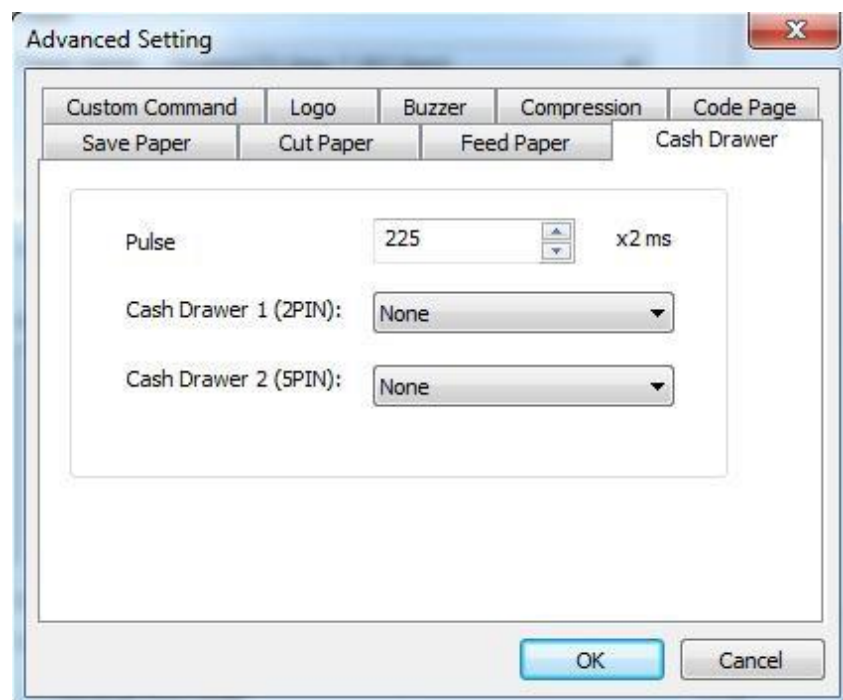 Advanced Setting
Custom Command Logo Buzzer Compression Code Page
Save Paper Cut Paper Feed Paper Cash Drawer
Pulse 225 x2 ms
Cash Drawer 1 (2PIN): None
Cash Drawer 2 (5PIN): None
OK Cancel